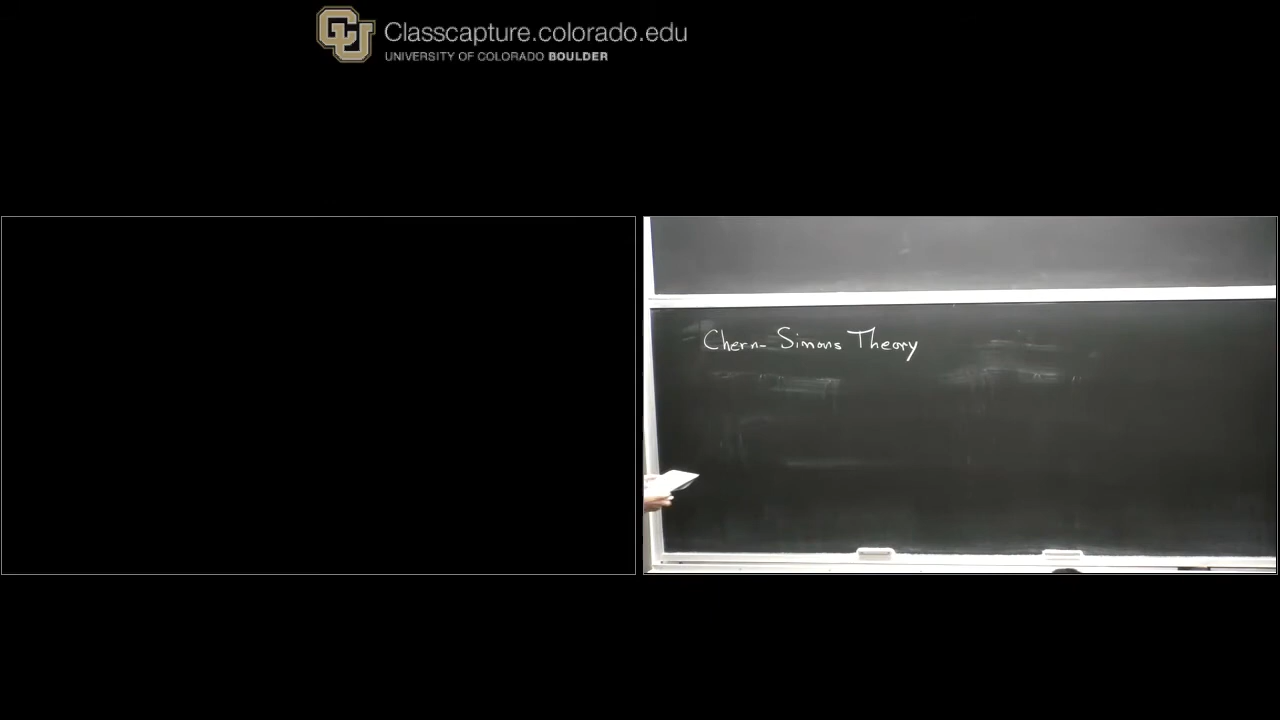 Classcapture.colorado.edu
UNIVERSITY OF COLORADO BOULDER
Chern- Simons Theory